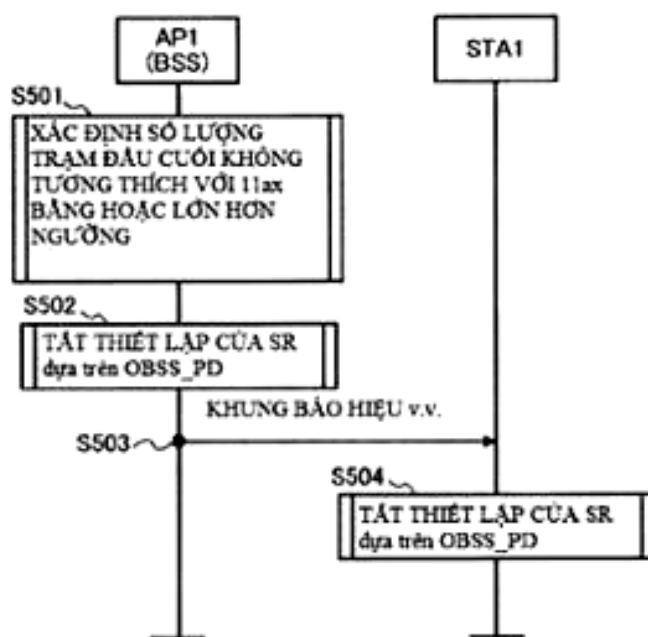 AP1
(BSS)
STA1
S501
XÁC ĐỊNH SỐ LƯỢNG
TRẠM ĐẦU CUỐI KHÔNG
TƯƠNG THÍCH VỚI 11ax
BẰNG HOẶC LỚN HƠN
NGƯỠNG
S502
TẮT THIẾT LẬP CỦA SR
dựa trên OBSS_PD
KHUNG BÁO HIỆU v.v.
S503
S504
TẮT THIẾT LẬP CỦA SR
dựa trên OBSS_PD